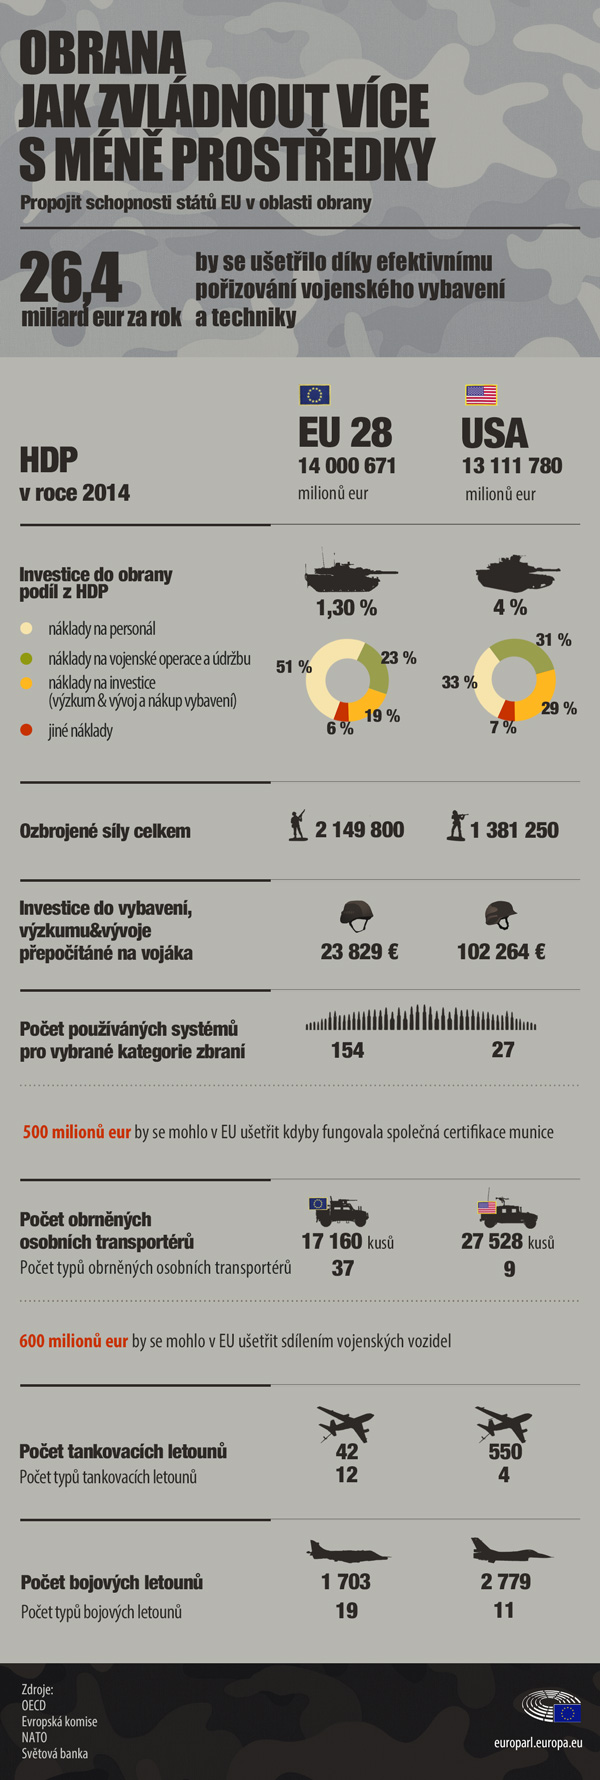 OBRANA
JAK ZVLÁDNOUT VÍCE
S MÉNĚ PROSTŘEDKY
Propojit schopnosti států EU v oblasti obrany
26,4
miliard eur za rok
by se ušetřilo díky efektivnímu
pořizování vojenského vybavení
a techniky
HDP
v roce 2014
EU 28
14 000 671
milionů eur
USA
13 111 780
milionů eur
Investice do obrany
podíl z HDP
1,30 %
4 %
náklady na personál
náklady na vojenské operace a údržbu
náklady na investice
(výzkum & vývoj a nákup vybavení)
jiné náklady
51 %
23 %
19 %
6 %
33 %
31 %
29 %
7 %
Ozbrojené síly celkem
2 149 800
1 381 250
Investice do vybavení,
výzkumu&vývoje
přepočítáné na vojáka
23 829 €
102 264 €
Počet používáných systémů
pro vybrané kategorie zbraní
154
27
500 milionů eur by se mohlo v EU ušetřit kdyby fungovala společná certifikace munice
Počet obrněných
osobních transportérů
17 160 kusů
27 528 kusů
Počet typů obrněných osobních transportérů
37
9
600 milionů eur by se mohlo v EU ušetřit sdílením vojenských vozidel
Počet tankovacích letounů
42
550
Počet typů tankovacích letounů
12
4
Počet bojových letounů
1 703
2 779
Počet typů bojových letounů
19
11
Zdroje:
OECD
Evropská komise
NATO
Světová banka
europarl.europa.eu